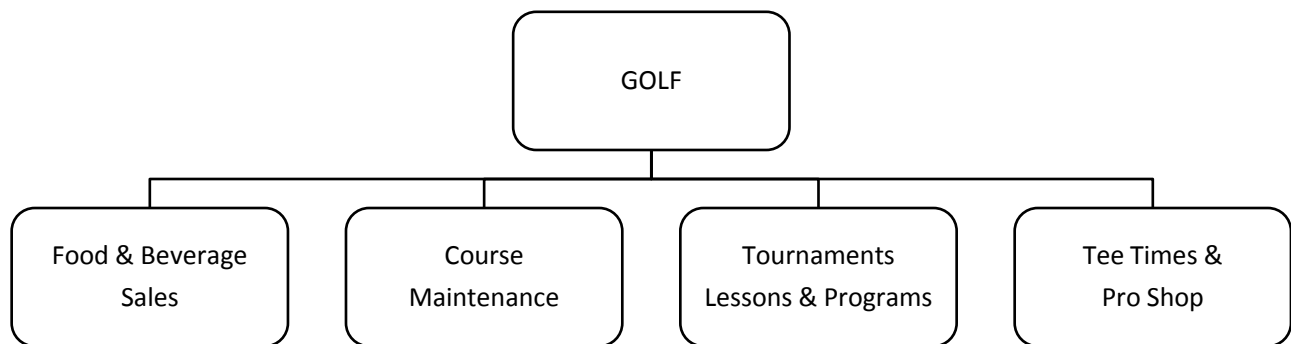 GOLF
Food & Beverage
Sales
Course
Maintenance
Tournaments
Lessons & Programs
Tee Times &
Pro Shop